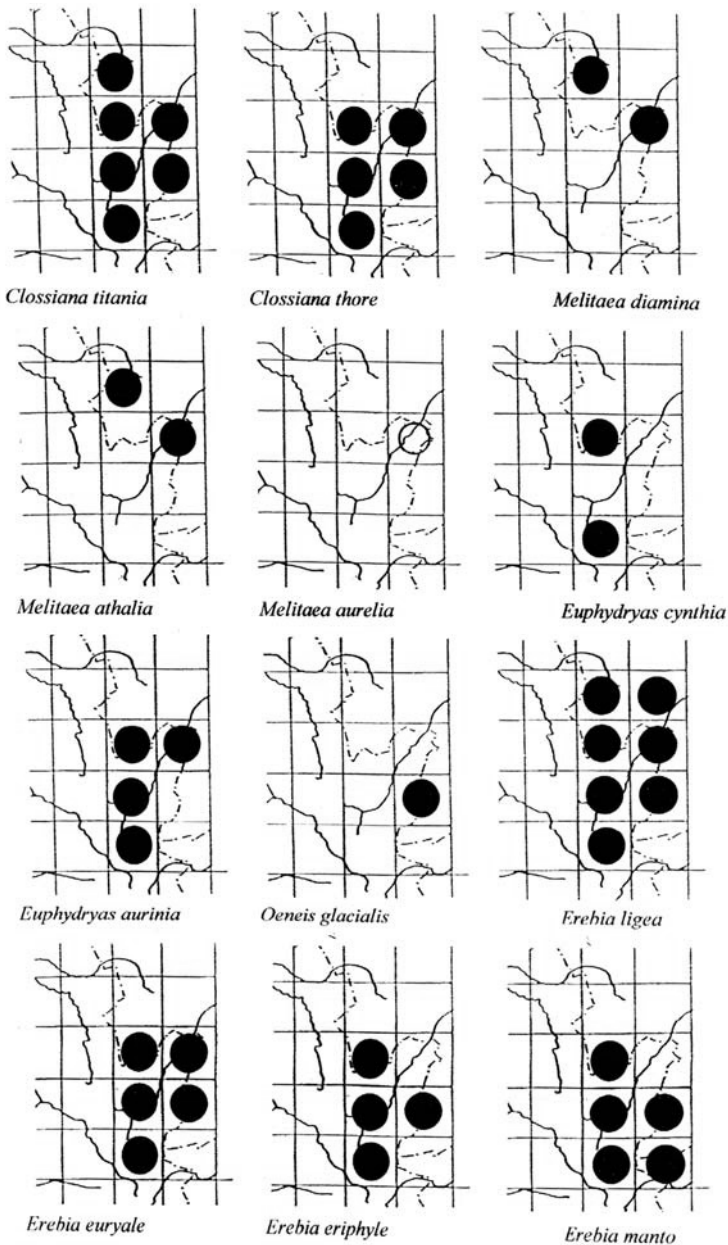 Clossiana titania
Clossiana thore
Melitaea diamina
Melitaea athalia
Melitaea aurelia
Euphydryas cynthia
Euphydryas aurinia
Oeneis glacialis
Erebia ligea
Erebia euryale
Erebia eriphyle
Erebia manto